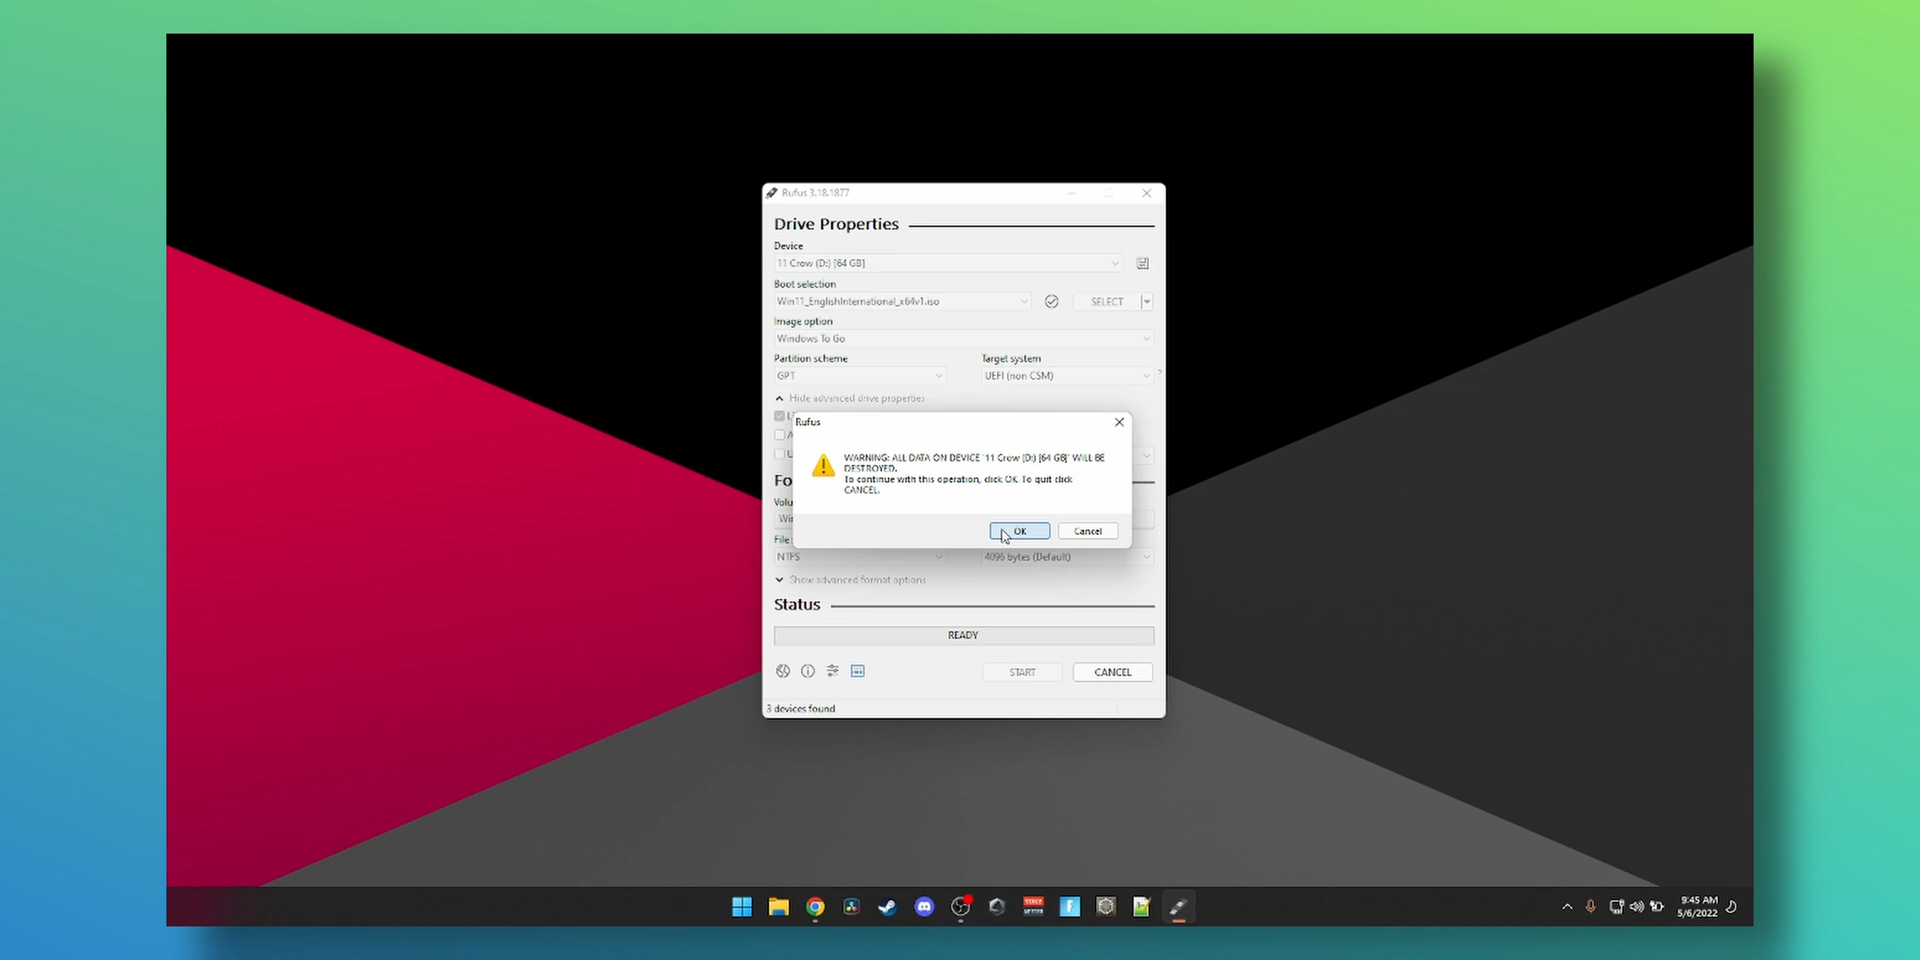 Rufus 3.18.1877
Drive Properties
Device
11 Crow (D:) [64 GB]
Boot selection
Win11_EnglishInternational_x64v1.iso
SELECT
Image option
Windows To Go
Partition scheme
Target system
GPT
UEFI (non CSM)
?
Hide advanced drive properties
Rufus
WARNING: ALL DATA ON DEVICE '11 Crow (D:) [64 GB]' WILL BE
DESTROYED.
To continue with this operation, click OK. To quit click
CANCEL.
OK
Cancel
Fo
Volu
Win
File
NTFS
4096 bytes (Default)
Show advanced format options
Status
READY
START
CANCEL
3 devices found
9:45 AM
5/6/2022